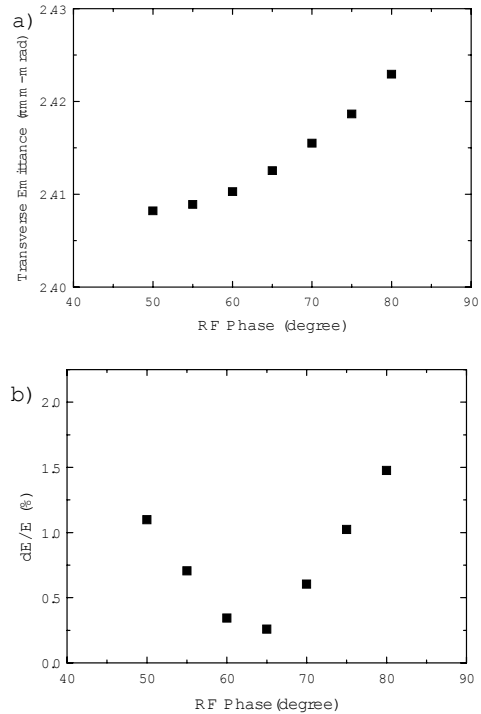 a)
2.43
2.42
2.41
2.40
Transverse Emittance (πmm-mrad)
40 50 60 70 80 90
RF Phase (degree)
b)
2.0
1.5
1.0
0.5
0.0
dE/E (%)
40 50 60 70 80 90
RF Phase(degree)